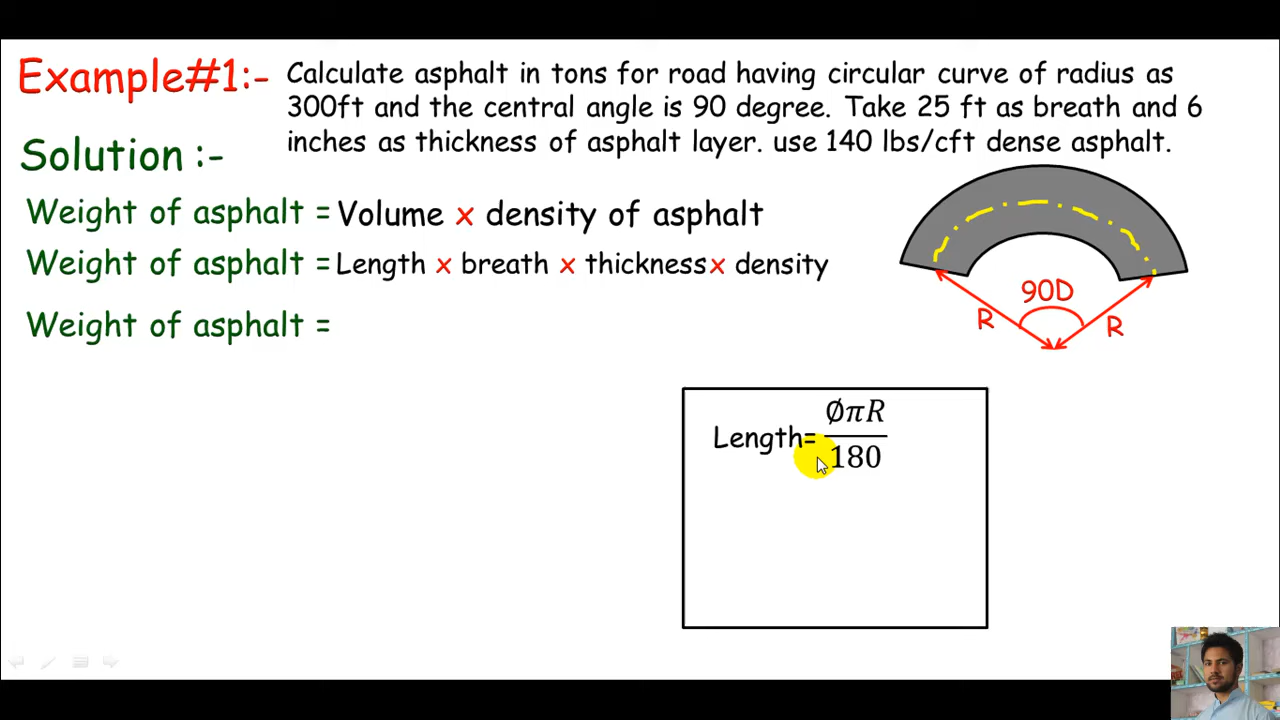 Example#1:-
Calculate asphalt in tons for road having circular curve of radius as
300ft and the central angle is 90 degree. Take 25 ft as breath and 6
inches as thickness of asphalt layer. use 140 lbs/cft dense asphalt.
Solution :-
Weight of asphalt = Volume x density of asphalt
Weight of asphalt = Length x breath x thicknessx density
Weight of asphalt =
90D
R R
Length= ∅πR
180